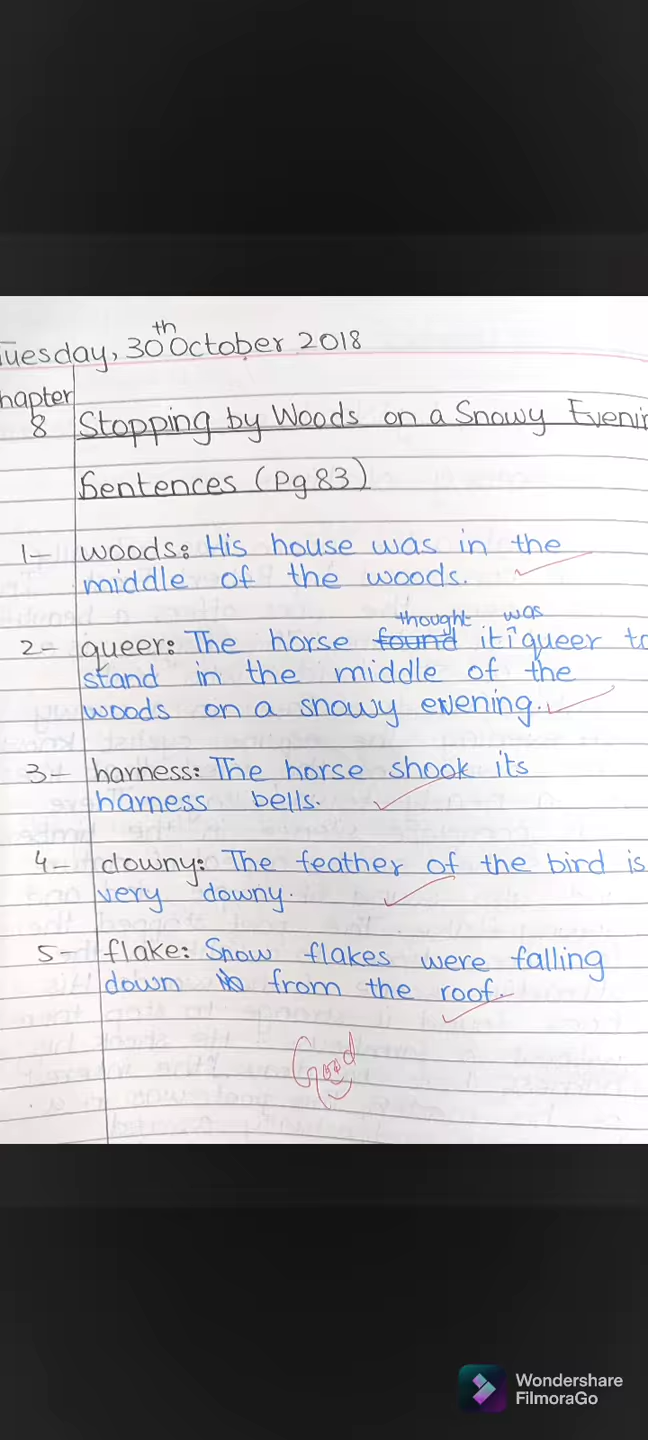 Tuesday, 30th October 2018
hapter
8 Stopping by Woods on a Snowy Evenin
Sentences (Pg 83)
1- woods: His house was in the
middle of the woods.
thought was
2- queer: The horse found it queer to
stand in the middle of the
woods on a snowy evening.
3- harness: The horse shook its
harness bells.
4- downy: The feather of the bird is
very downy.
5- flake: Snow flakes were falling
down from the roof.
Good
Wondershare
FilmoraGo